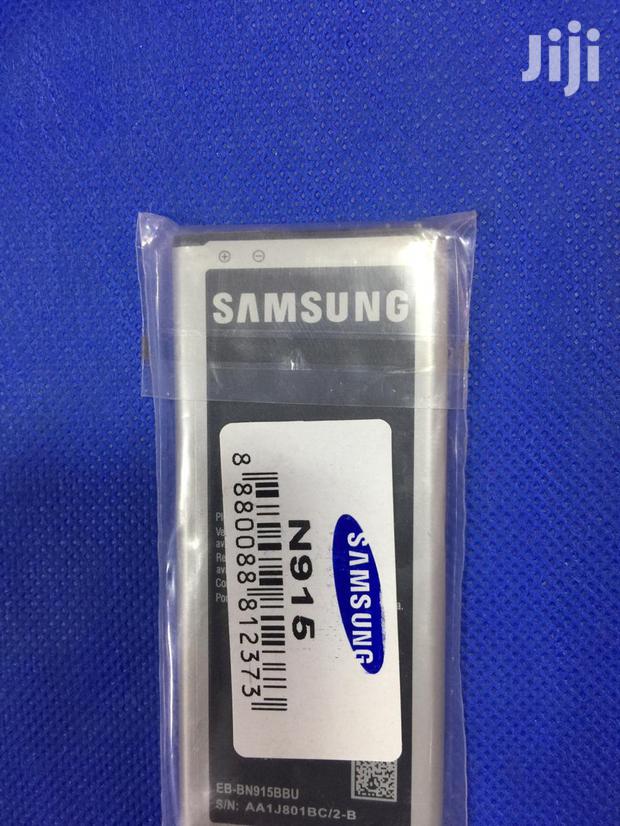 Jiji
SAMSUNG
SAMSUNG
N915
8 880088 812373
EB-BN915BBU
S/N: AA1J801BC/2-B